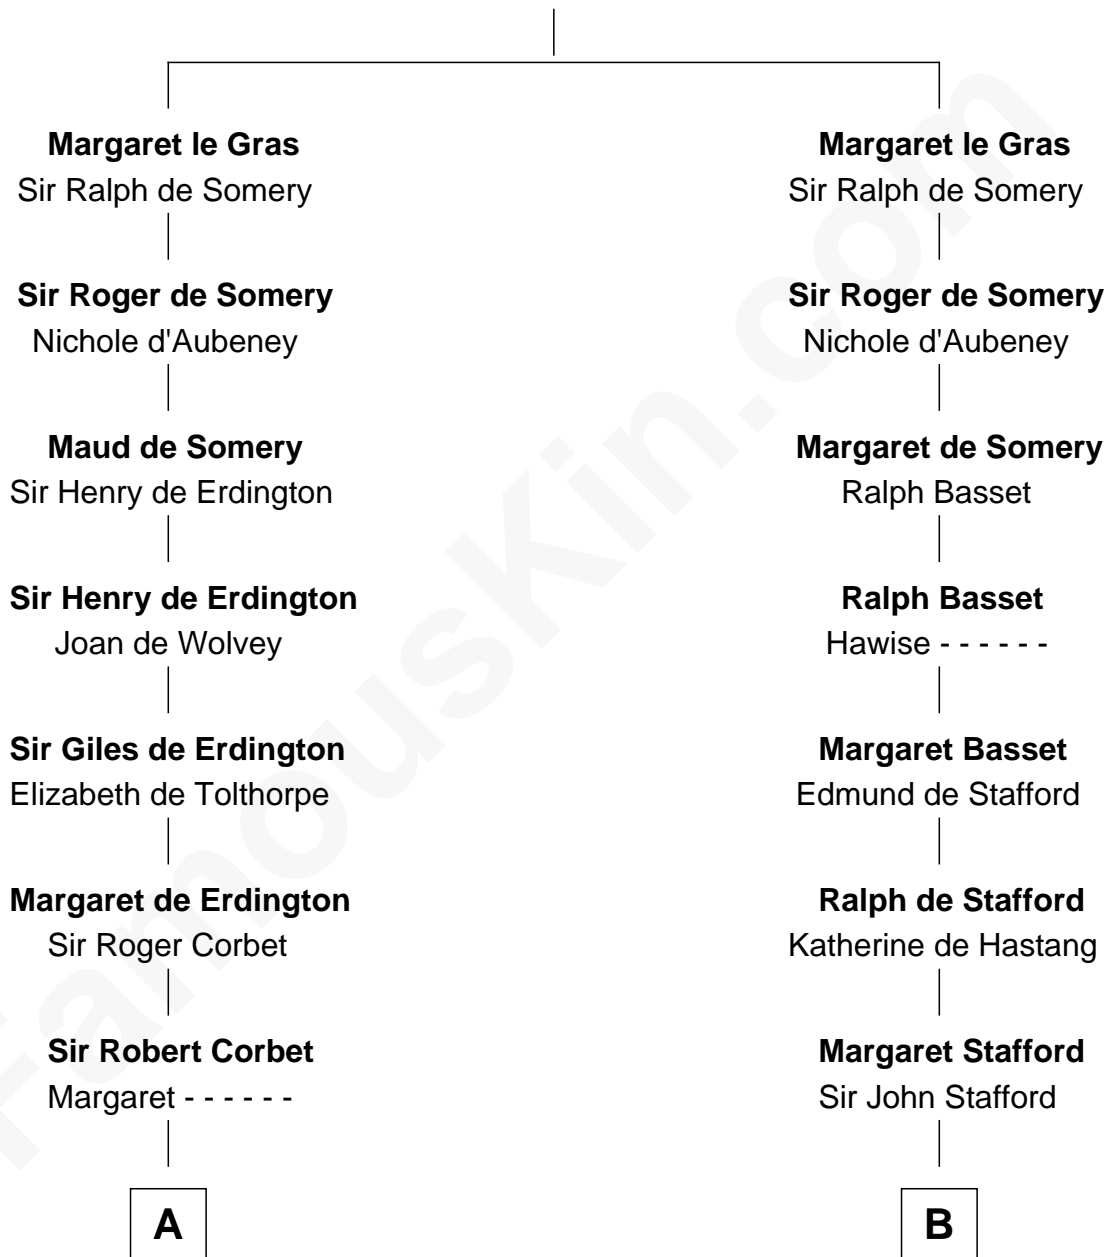 Margaret le Gras
Sir Ralph de Somery
Sir Roger de Somery
Nichole d'Aubeney
Maud de Somery
Sir Henry de Erdington
Sir Henry de Erdington
Joan de Wolvey
Sir Giles de Erdington
Elizabeth de Tolthorpe
Margaret de Erdington
Sir Roger Corbet
Sir Robert Corbet
Margaret - - - - - -
A
Margaret le Gras
Sir Ralph de Somery
Sir Roger de Somery
Nichole d'Aubeney
Margaret de Somery
Ralph Basset
Ralph Basset
Hawise - - - - - -
Margaret Basset
Edmund de Stafford
Ralph de Stafford
Katherine de Hastang
Margaret Stafford
Sir John Stafford
B
FamousKin.com